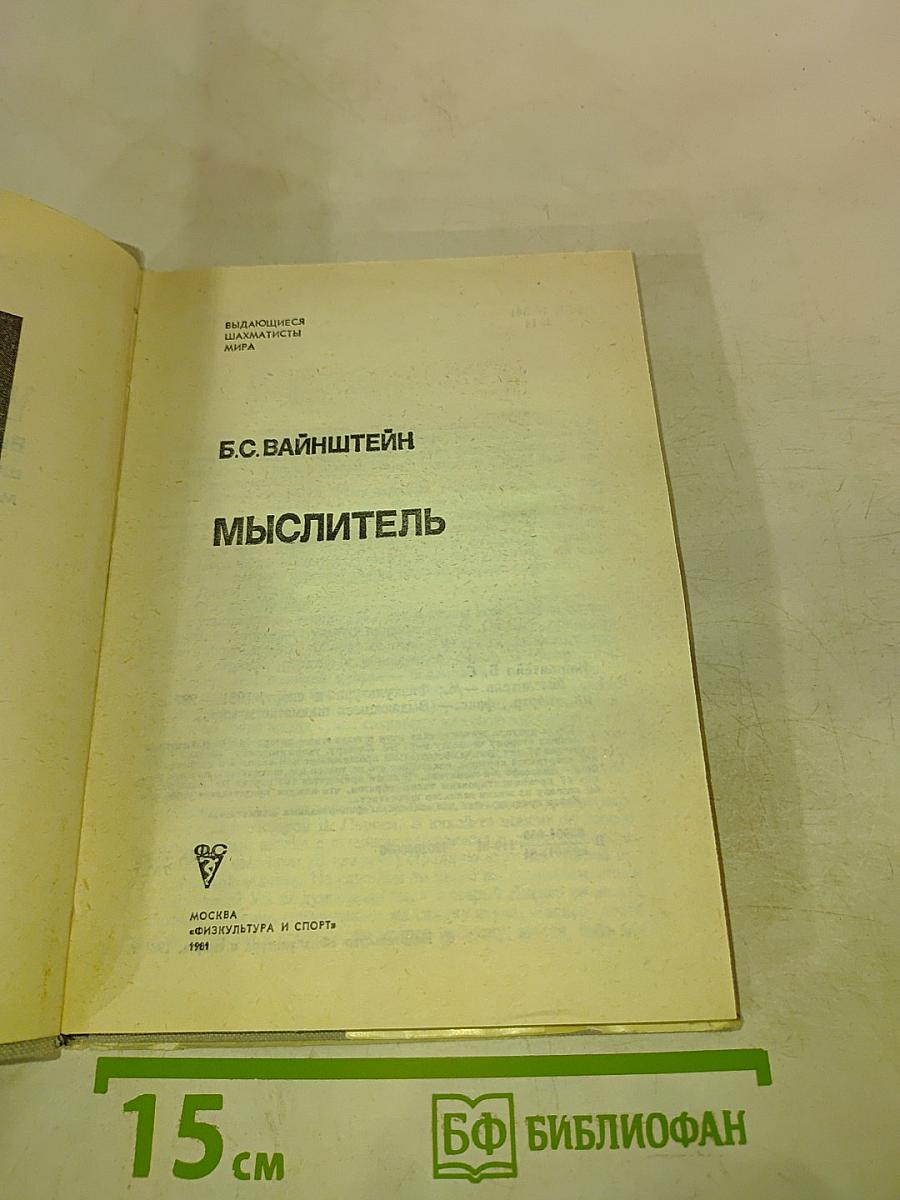 ВЫДАЮЩИЕСЯ
ШАХМАТИСТЫ
МИРА
Б.С. ВАЙНШТЕЙН
МЫСЛИТЕЛЬ
ФиС
МОСКВА
«ФИЗКУЛЬТУРА И СПОРТ»
1981
15 см
БФ БИБЛИОФАН